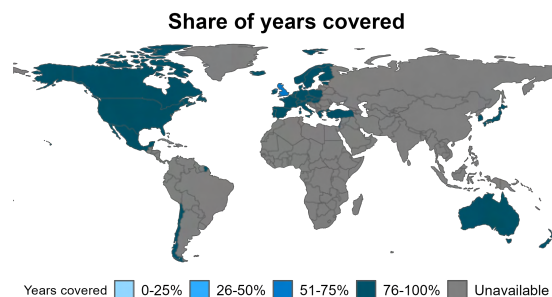 Share of years covered
Years covered 0-25% 26-50% 51-75% 76-100% Unavailable